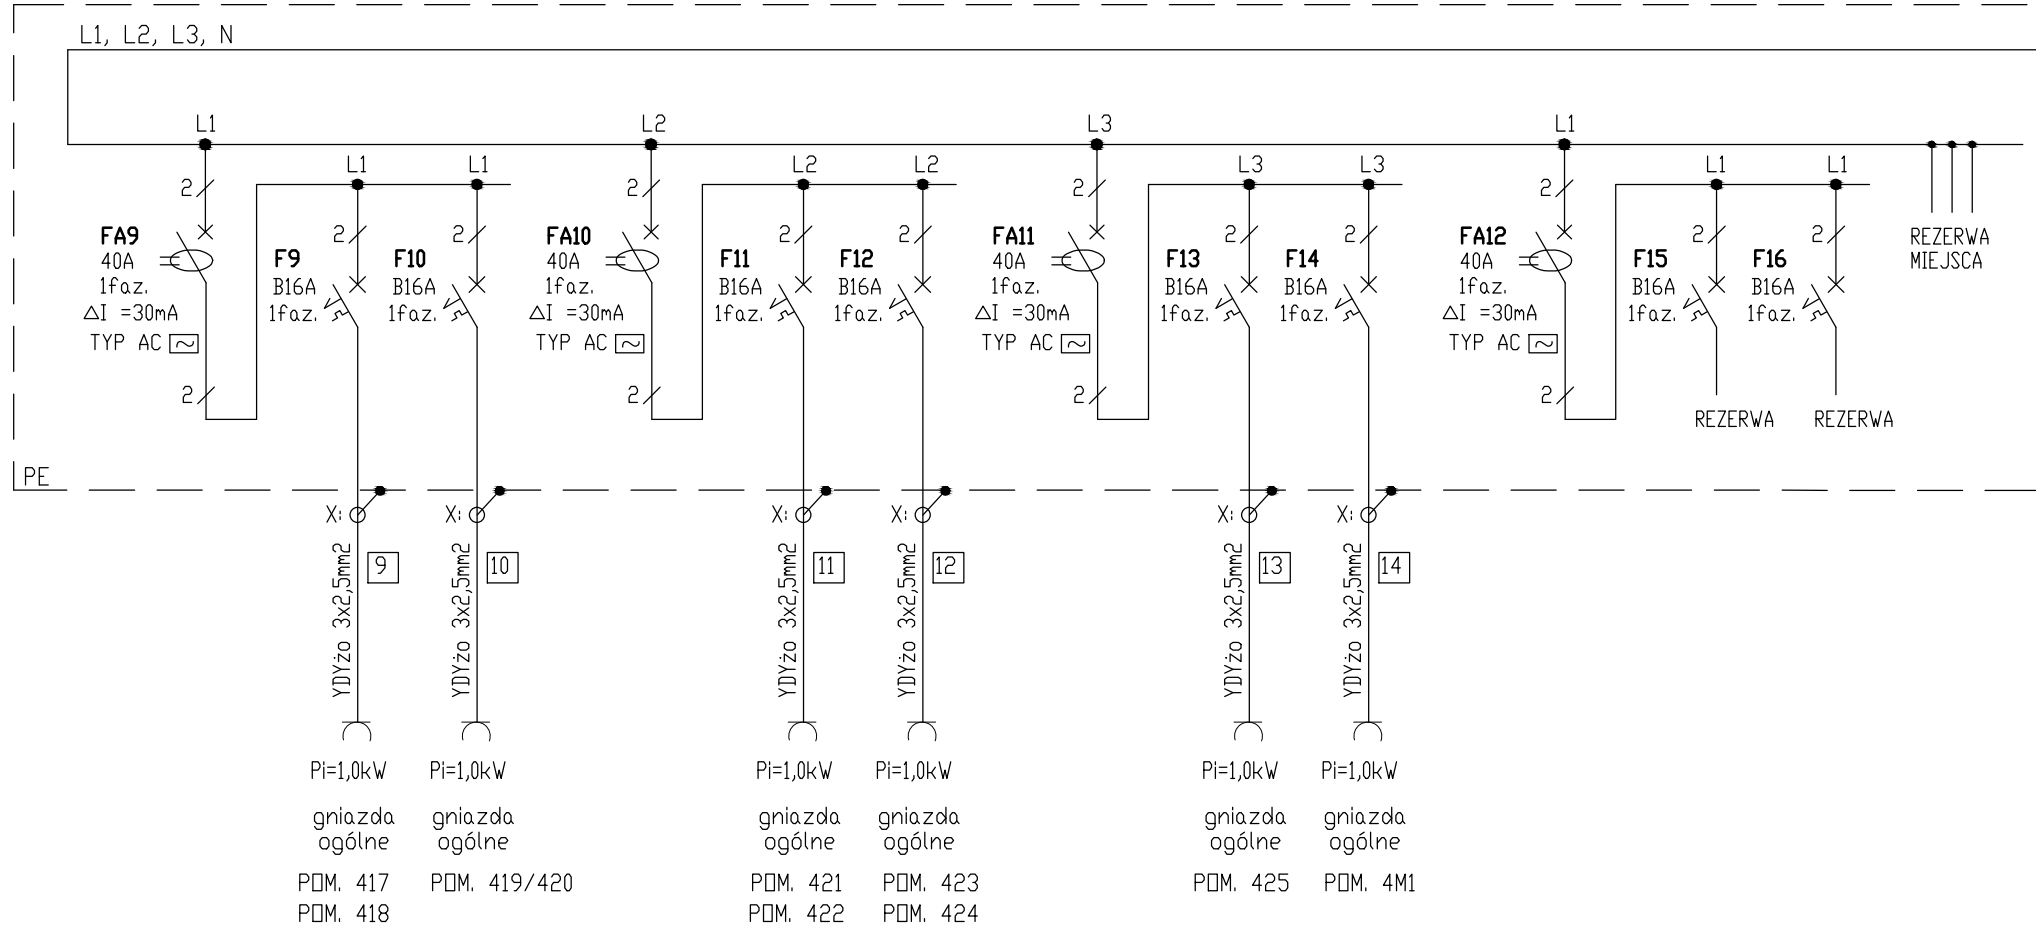 L1, L2, L3, N
L1
L2
L3
L1
L1
L1
L2
L2
L3
L3
L1
L1
2
2
2
2
2
2
2
2
2
2
2
2
FA9
40A
1faz.
ΔI =30mA
TYP AC ~
F9
B16A
1faz.
F10
B16A
1faz.
FA10
40A
1faz.
ΔI =30mA
TYP AC ~
F11
B16A
1faz.
F12
B16A
1faz.
FA11
40A
1faz.
ΔI =30mA
TYP AC ~
F13
B16A
1faz.
F14
B16A
1faz.
FA12
40A
1faz.
ΔI =30mA
TYP AC ~
F15
B16A
1faz.
F16
B16A
1faz.
REZERWA
MIEJSCA
2
2
2
2
REZERWA
REZERWA
PE
X:
X:
X:
X:
X:
X:
YDYżo 3x2,5mm2
9
YDYżo 3x2,5mm2
10
YDYżo 3x2,5mm2
11
YDYżo 3x2,5mm2
12
YDYżo 3x2,5mm2
13
YDYżo 3x2,5mm2
14
Pi=1,0kW
gniazda
ogólne
POM. 417
POM. 418
Pi=1,0kW
gniazda
ogólne
POM. 419/420
Pi=1,0kW
gniazda
ogólne
POM. 421
POM. 422
Pi=1,0kW
gniazda
ogólne
POM. 423
POM. 424
Pi=1,0kW
gniazda
ogólne
POM. 425
Pi=1,0kW
gniazda
ogólne
POM. 4M1